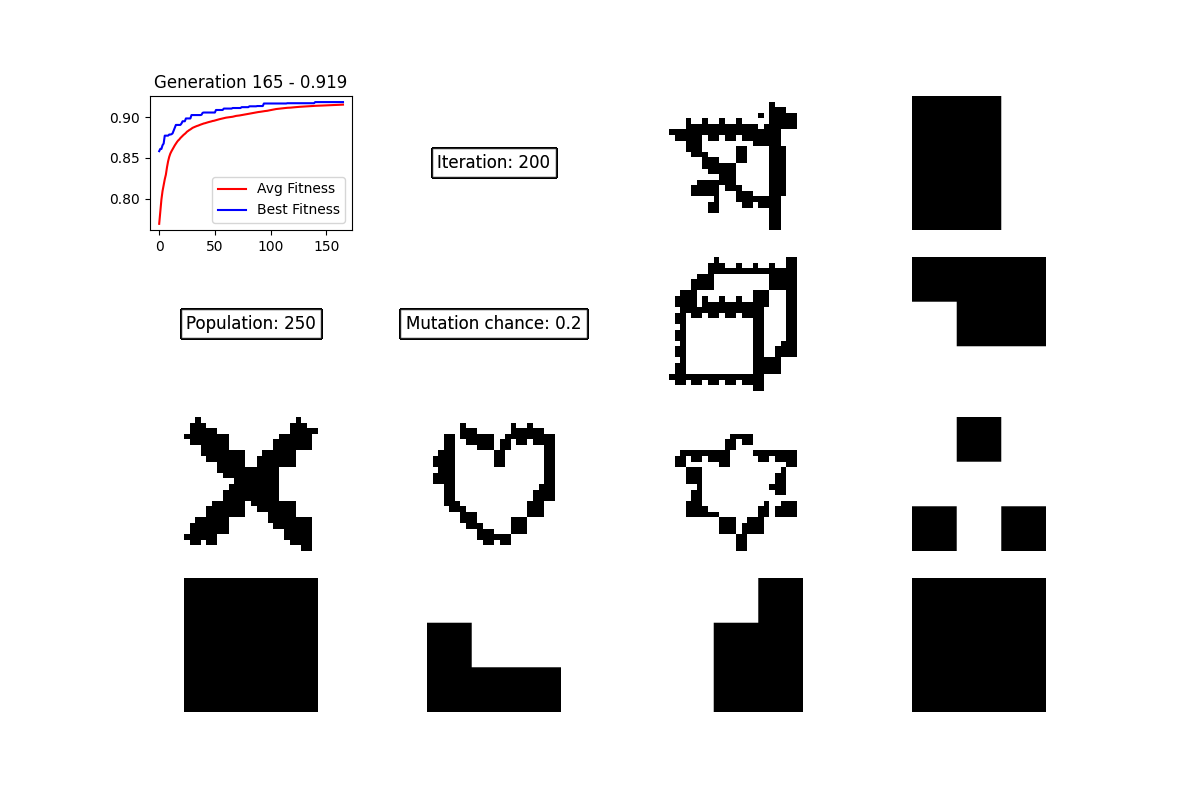 Generation 165 - 0.919
0.90
0.85
0.80
Avg Fitness
Best Fitness
0 50 100 150
Iteration: 200
Population: 250
Mutation chance: 0.2